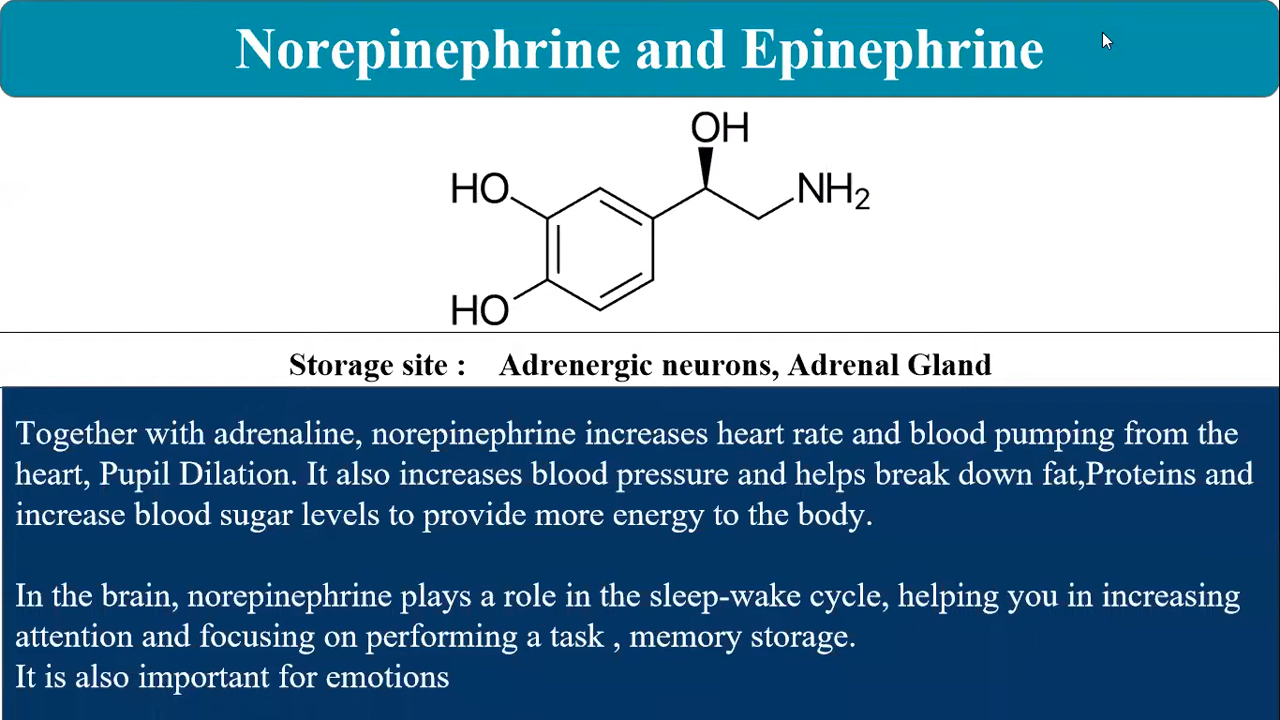 Norepinephrine and Epinephrine
OH
HO
NH2
HO
Storage site : Adrenergic neurons, Adrenal Gland
Together with adrenaline, norepinephrine increases heart rate and blood pumping from the
heart, Pupil Dilation. It also increases blood pressure and helps break down fat,Proteins and
increase blood sugar levels to provide more energy to the body.
In the brain, norepinephrine plays a role in the sleep-wake cycle, helping you in increasing
attention and focusing on performing a task , memory storage.
It is also important for emotions